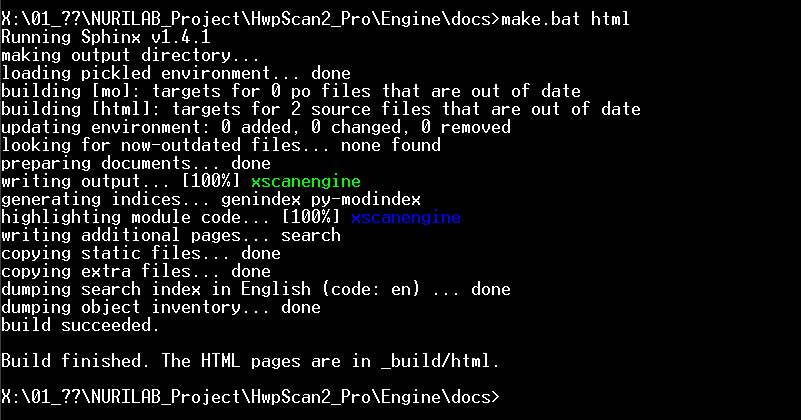 X:\01_??\NURILAB_Project\HwpScan2_Pro\Engine\docs>make.bat html
Running Sphinx v1.4.1
making output directory...
loading pickled environment... done
building [mo]: targets for 0 po files that are out of date
building [html]: targets for 2 source files that are out of date
updating environment: 0 added, 0 changed, 0 removed
looking for now-outdated files... none found
preparing documents... done
writing output... [100%] xscanengine
generating indices... genindex py-modindex
highlighting module code... [100%] xscanengine
writing additional pages... search
copying static files... done
copying extra files... done
dumping search index in English (code: en) ... done
dumping object inventory... done
build succeeded.
Build finished. The HTML pages are in _build/html.
X:\01_??\NURILAB_Project\HwpScan2_Pro\Engine\docs>